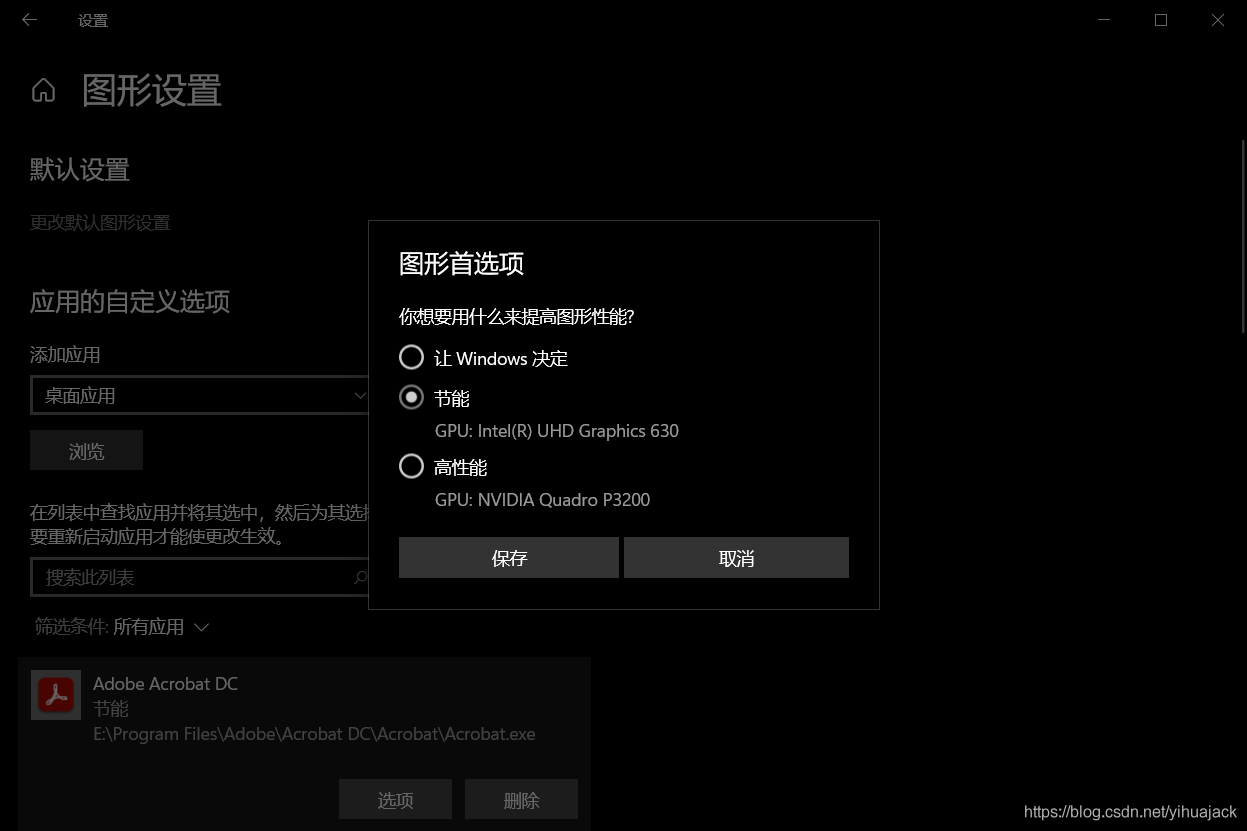 设置
图形设置
默认设置
更改默认图形设置
应用的自定义选项
添加应用
桌面应用
浏览
在列表中查找应用并将其选中，然后为其选
要重新启动应用才能使更改生效。
搜索此列表
筛选条件: 所有应用
Adobe Acrobat DC
节能
E:\Program Files\Adobe\Acrobat DC\Acrobat\Acrobat.exe
选项
删除
图形首选项
你想要用什么来提高图形性能?
让 Windows 决定
节能
GPU: Intel(R) UHD Graphics 630
高性能
GPU: NVIDIA Quadro P3200
保存
取消
https://blog.csdn.net/yihuajack